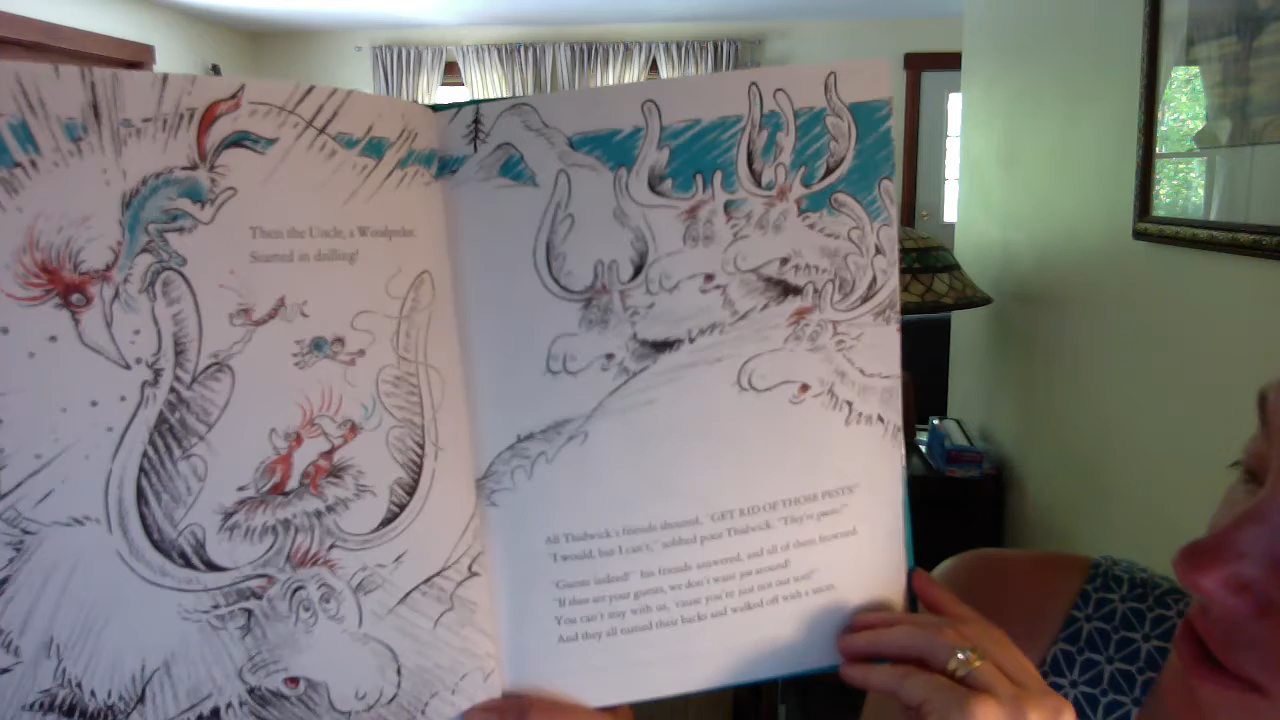 Then the Uncle, a Woodpecker,
Started in drilling!
All Thidwick's friends shouted, "GET RID OF THOSE PESTS!"
"I would, but I can't," sobbed poor Thidwick. "They're guests!"
"Guests indeed!" his friends answered, and all of them frowned.
"If those are your guests, we don't want you around!
You can't stay with us, 'cause you're just not our sort!"
And they all turned their backs and walked off with a snort.